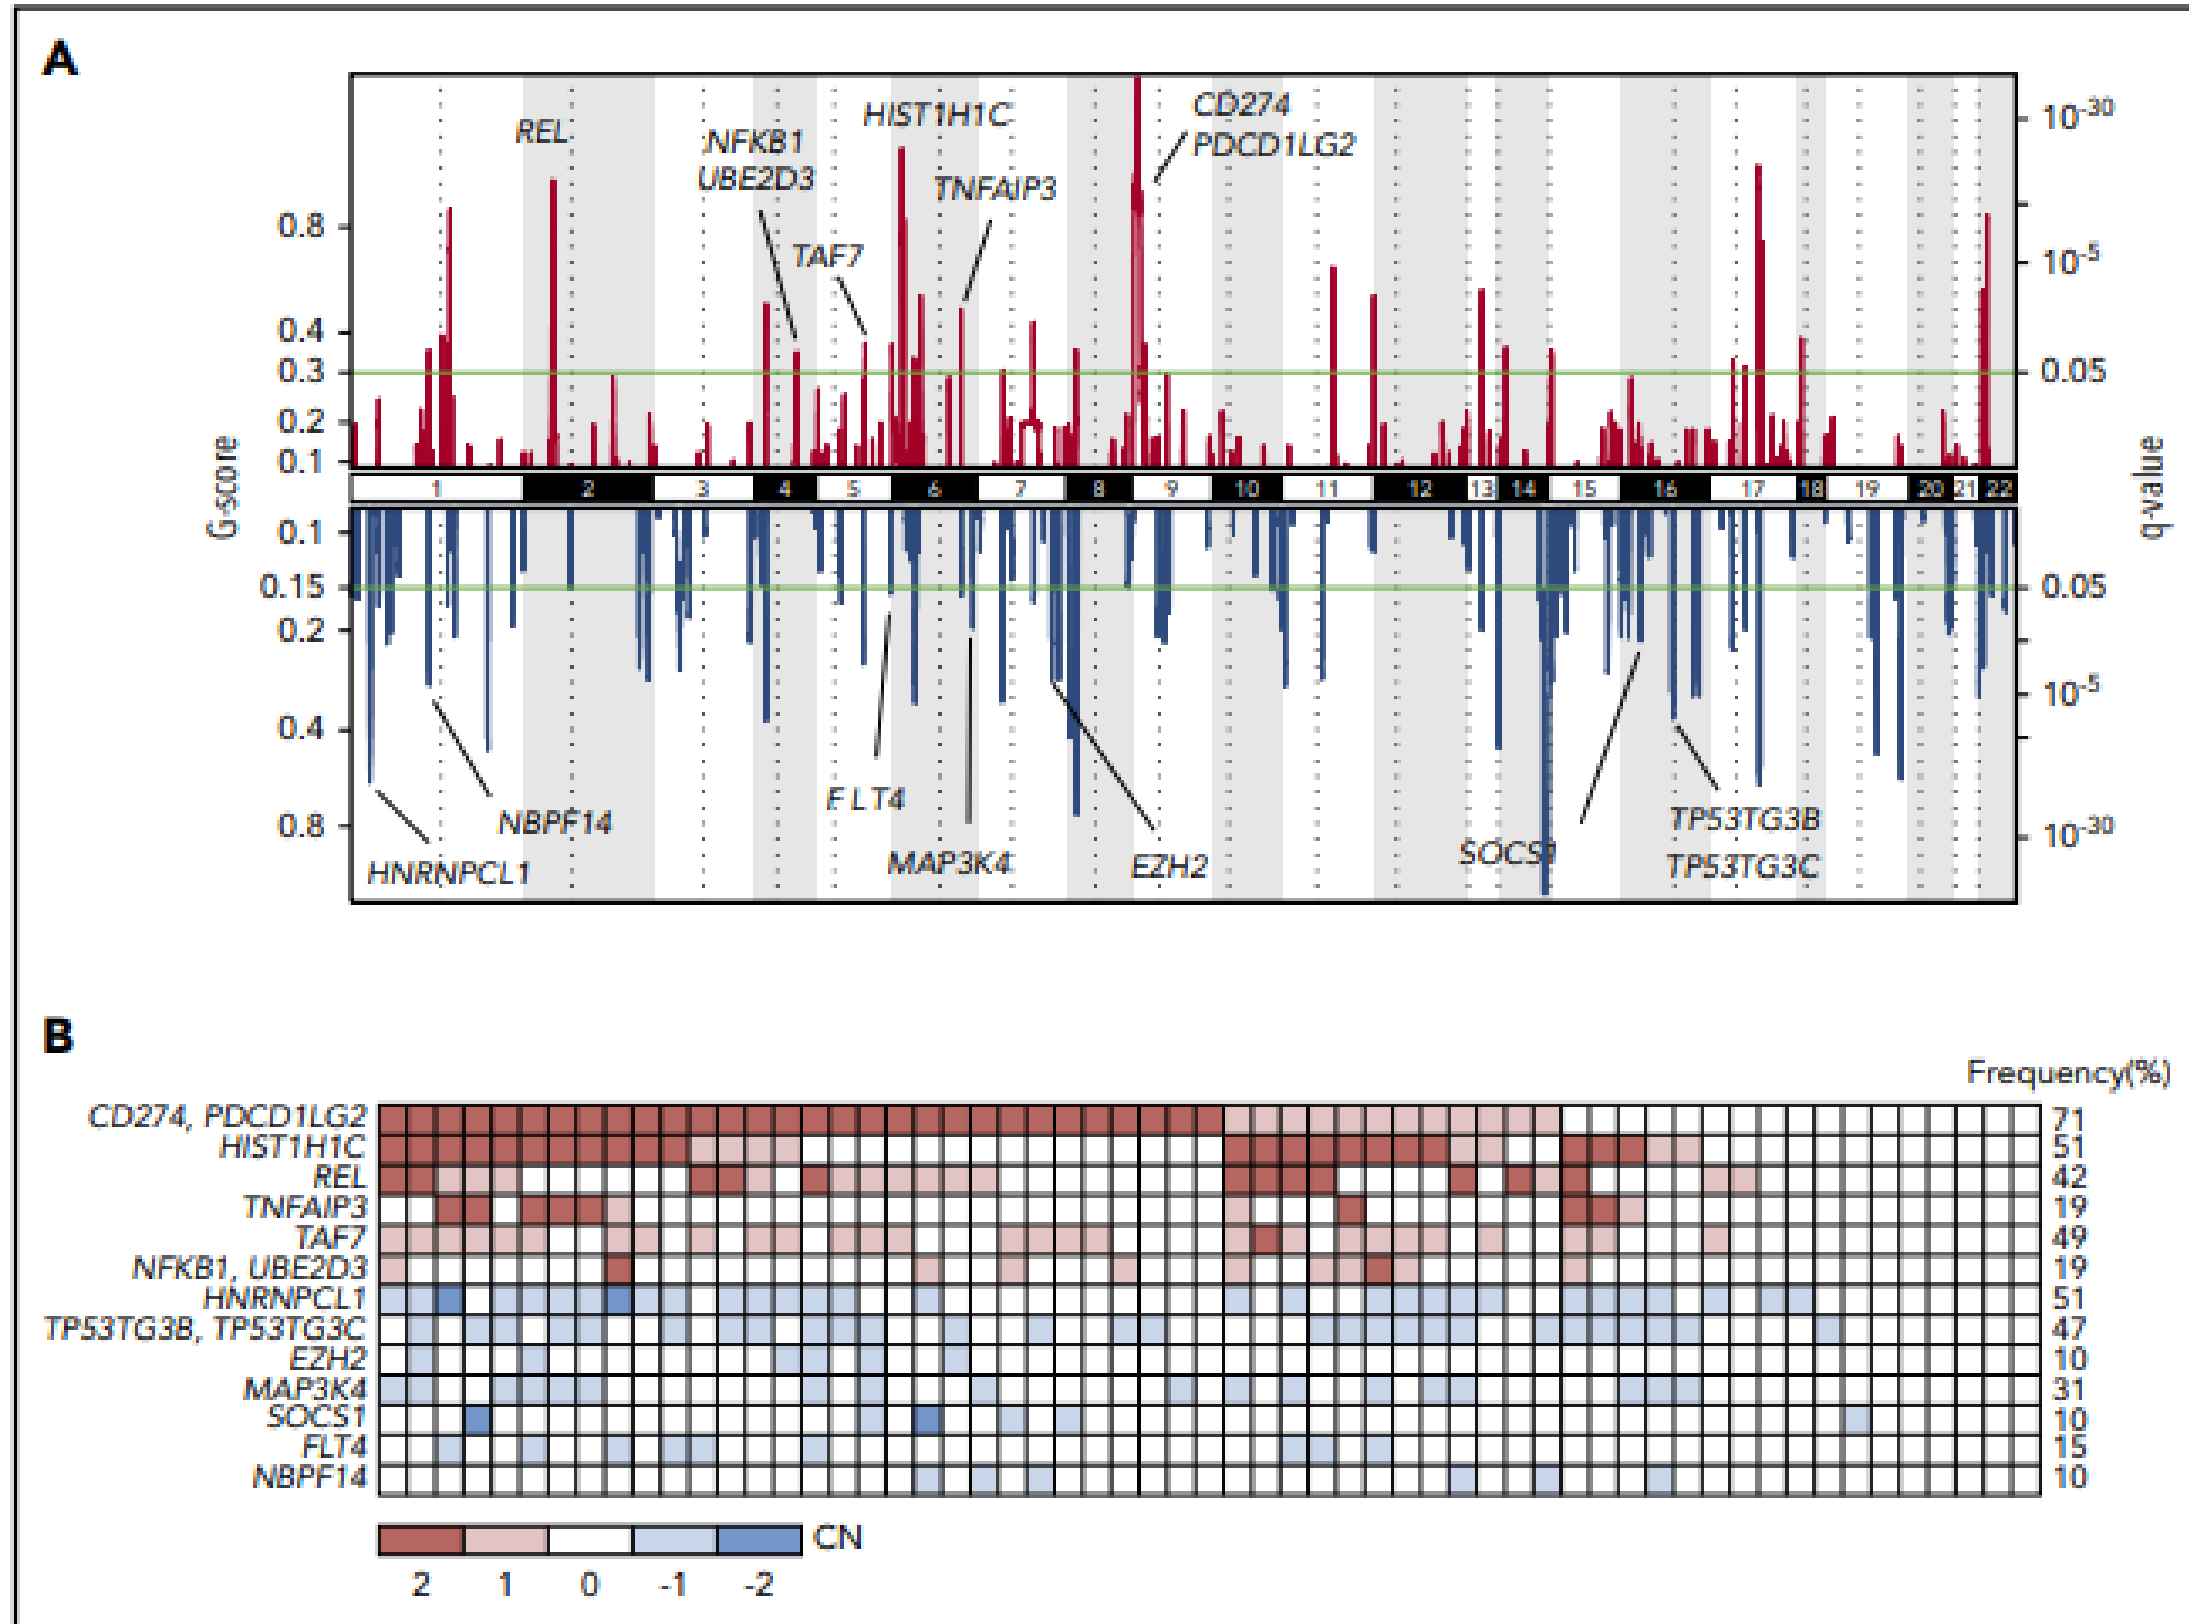 A
REL
NFKB1
UBE2D3
HIST1H1C
TAF7
TNFAIP3
CD274
PDCD1LG2
0.8
0.4
0.3
0.2
0.1
10-30
10-5
0.05
G-score
q-value
1 2 3 4 5 6 7 8 9 10 11 12 13 14 15 16 17 18 19 20 21 22
0.1
0.15
0.2
0.4
0.8
0.05
10-5
10-30
HNRNPCL1
NBPF14
FLT4
MAP3K4
EZH2
SOCS1
TP53TG3B
TP53TG3C
B
Frequency(%)
CD274, PDCD1LG2 71
HIST1H1C 51
REL 42
TNFAIP3 19
TAF7 49
NFKB1, UBE2D3 19
HNRNPCL1 51
TP53TG3B, TP53TG3C 47
EZH2 10
MAP3K4 31
SOCS1 10
FLT4 15
NBPF14 10
CN
2 1 0 -1 -2